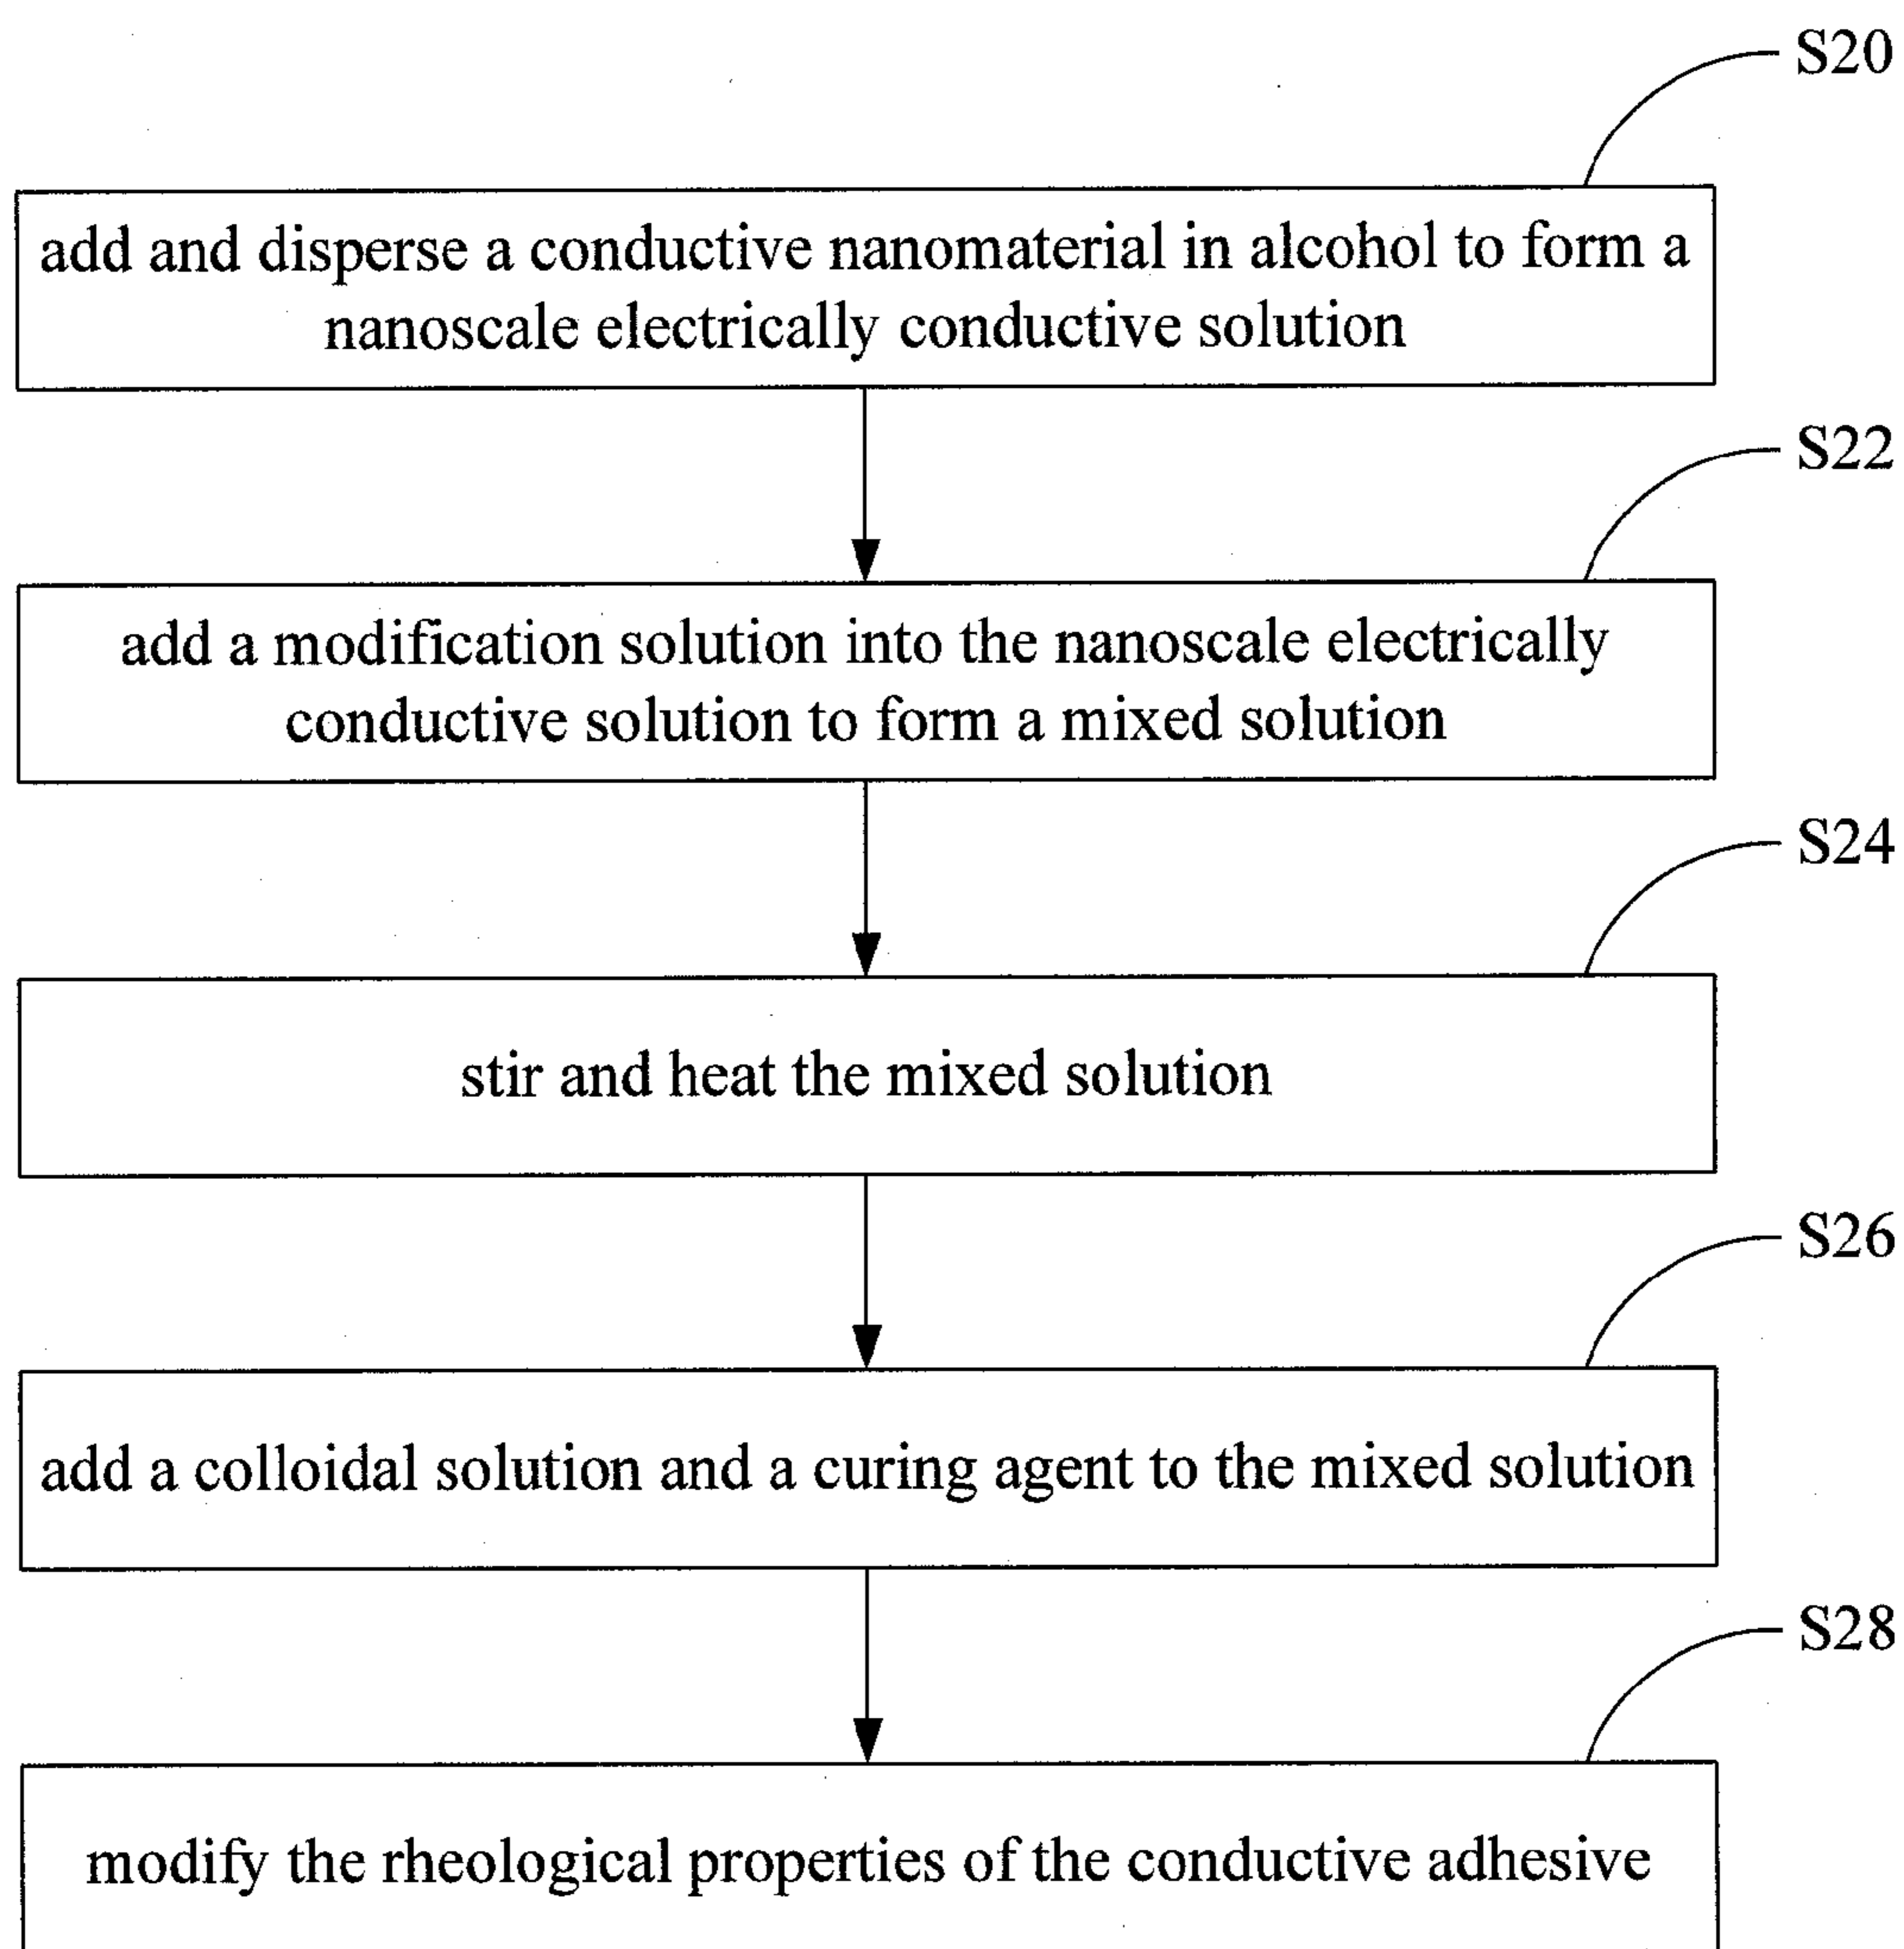 S20
add and disperse a conductive nanomaterial in alcohol to form a
nanoscale electrically conductive solution
S22
add a modification solution into the nanoscale electrically
conductive solution to form a mixed solution
S24
stir and heat the mixed solution
S26
add a colloidal solution and a curing agent to the mixed solution
S28
modify the rheological properties of the conductive adhesive